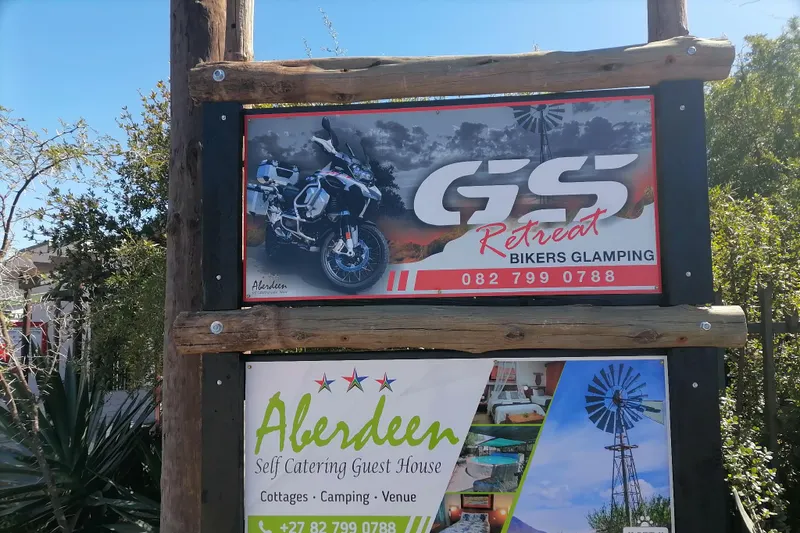 GS
Retreat
BIKERS GLAMPING
082 799 0788
Aberdeen
Aberdeen
Self Catering Guest House
Cottages · Camping · Venue
+27 82 799 0788